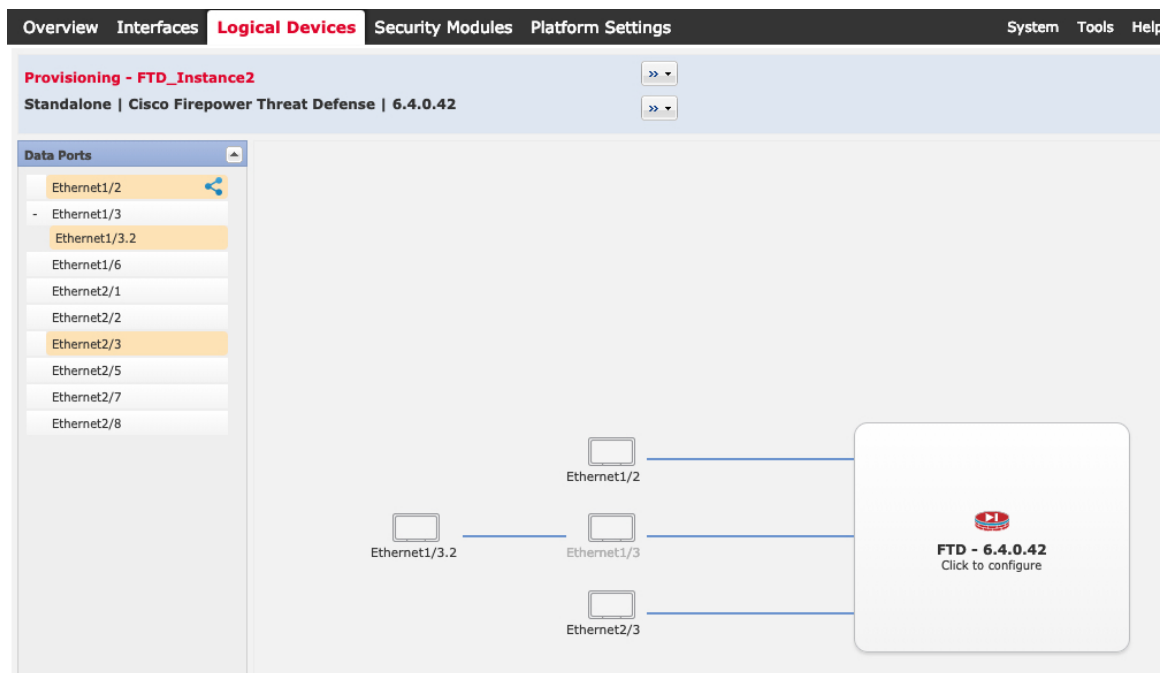 Overview Interfaces Logical Devices Security Modules Platform Settings System Tools Help
Provisioning - FTD_Instance2
Standalone | Cisco Firepower Threat Defense | 6.4.0.42
Data Ports
Ethernet1/2
- Ethernet1/3
Ethernet1/3.2
Ethernet1/6
Ethernet2/1
Ethernet2/2
Ethernet2/3
Ethernet2/5
Ethernet2/7
Ethernet2/8
Ethernet1/2
Ethernet1/3.2
Ethernet1/3
Ethernet2/3
FTD - 6.4.0.42
Click to configure